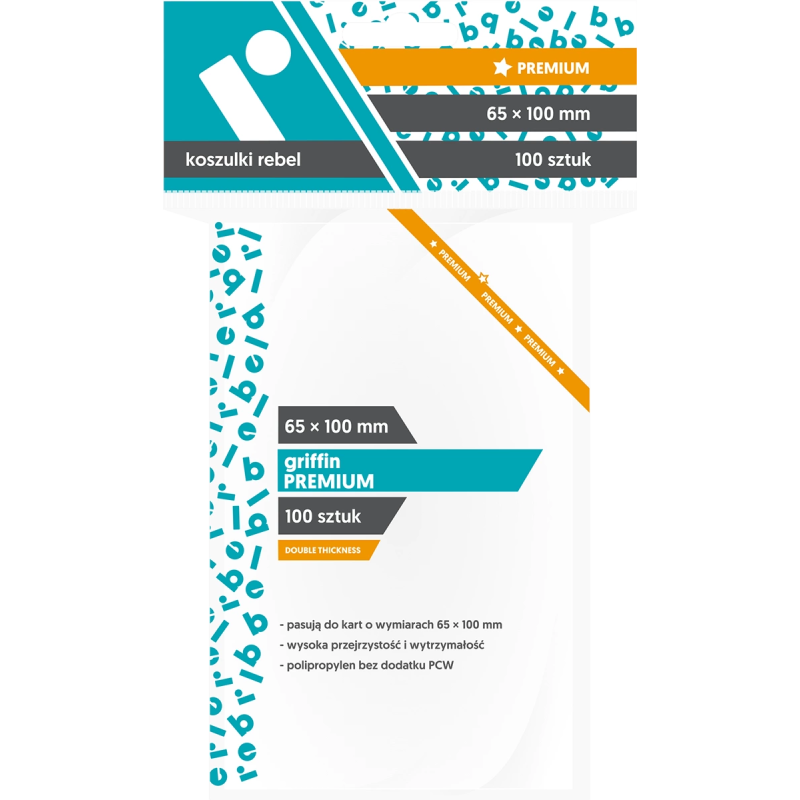 PREMIUM
65 × 100 mm
koszulki rebel
100 sztuk
PREMIUM
PREMIUM
PREMIUM
65 × 100 mm
griffin
PREMIUM
100 sztuk
DOUBLE THICKNESS
- pasują do kart o wymiarach 65 × 100 mm
- wysoka przejrzystość i wytrzymałość
- polipropylen bez dodatku PCW